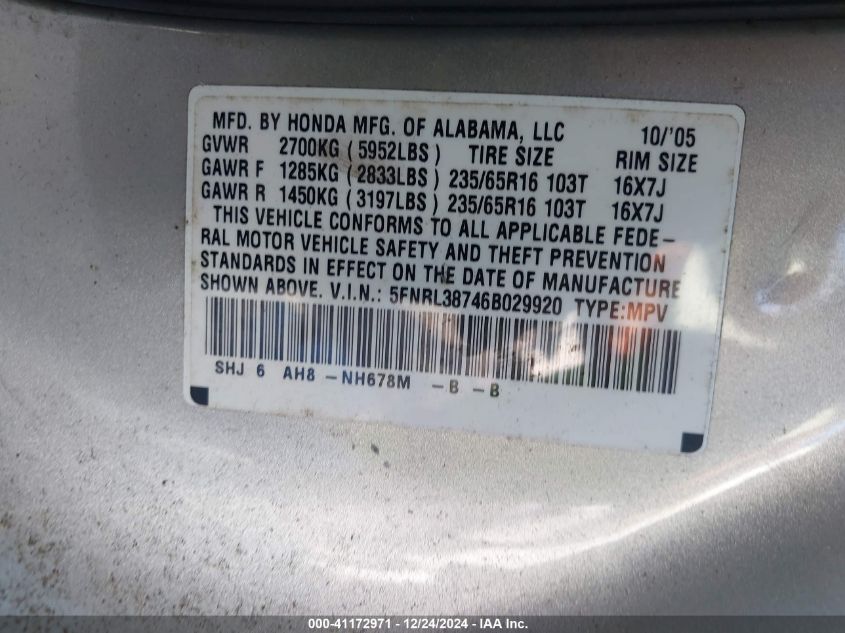 MFD. BY HONDA MFG. OF ALABAMA, LLC 10/'05
GVWR 2700KG (5952LBS) TIRE SIZE RIM SIZE
GAWR F 1285KG (2833LBS) 235/65R16 103T 16X7J
GAWR R 1450KG (3197LBS) 235/65R16 103T 16X7J
THIS VEHICLE CONFORMS TO ALL APPLICABLE FEDE-
RAL MOTOR VEHICLE SAFETY AND THEFT PREVENTION
STANDARDS IN EFFECT ON THE DATE OF MANUFACTURE
SHOWN ABOVE. V.I.N.: 5FNRL38746B029920 TYPE:MPV
SHJ 6 AH8 -NH678M -B -B
000-41172971 - 12/24/2024 - IAA Inc.